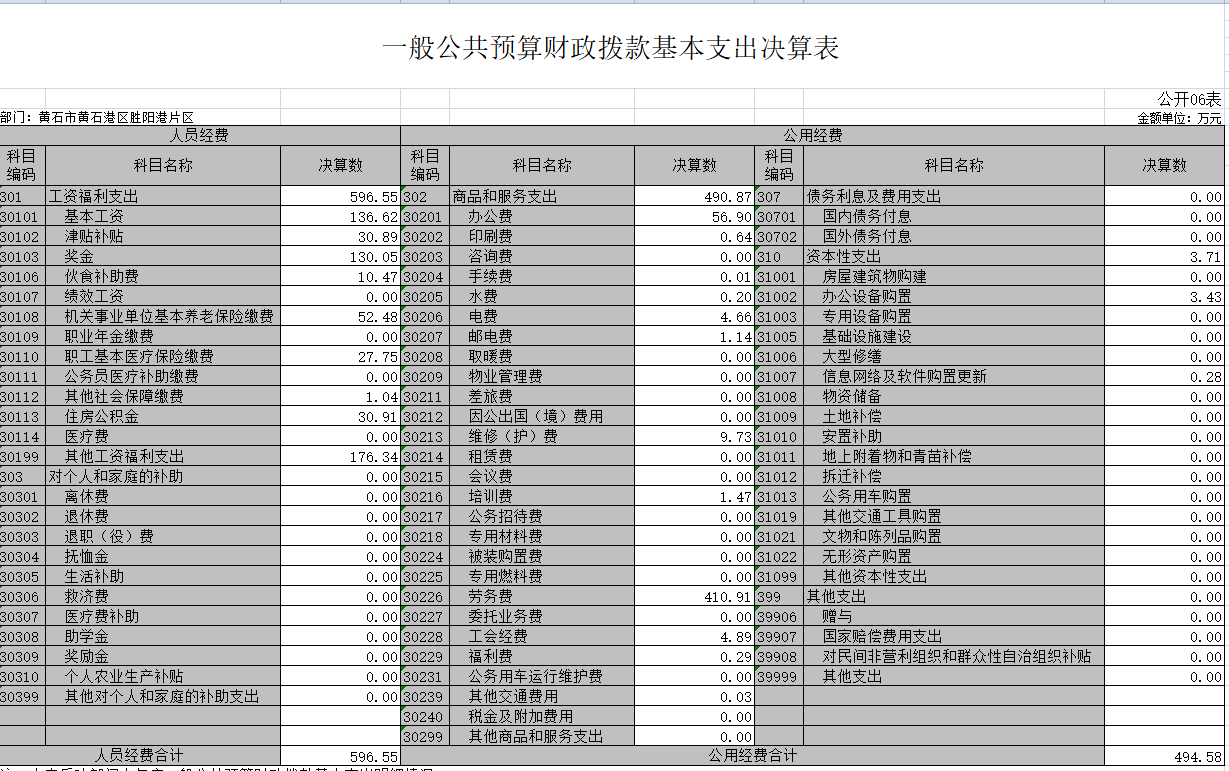 一般公共预算财政拨款基本支出决算表
公开06表
部门：黄石市黄石港区胜阳港片区 金额单位：万元
人员经费 公用经费
科目编码 科目名称 决算数 科目编码 科目名称 决算数 科目编码 科目名称 决算数
301 工资福利支出 596.55 302 商品和服务支出 490.87 307 债务利息及费用支出 0.00
30101 基本工资 136.62 30201 办公费 56.90 30701 国内债务付息 0.00
30102 津贴补贴 30.89 30202 印刷费 0.64 30702 国外债务付息 0.00
30103 奖金 130.05 30203 咨询费 0.00 310 资本性支出 3.71
30106 伙食补助费 10.47 30204 手续费 0.01 31001 房屋建筑物购建 0.00
30107 绩效工资 0.00 30205 水费 0.20 31002 办公设备购置 3.43
30108 机关事业单位基本养老保险缴费 52.48 30206 电费 4.66 31003 专用设备购置 0.00
30109 职业年金缴费 0.00 30207 邮电费 1.14 31005 基础设施建设 0.00
30110 职工基本医疗保险缴费 27.75 30208 取暖费 0.00 31006 大型修缮 0.00
30111 公务员医疗补助缴费 0.00 30209 物业管理费 0.00 31007 信息网络及软件购置更新 0.28
30112 其他社会保障缴费 1.04 30211 差旅费 0.00 31008 物资储备 0.00
30113 住房公积金 30.91 30212 因公出国（境）费用 0.00 31009 土地补偿 0.00
30114 医疗费 0.00 30213 维修（护）费 9.73 31010 安置补助 0.00
30199 其他工资福利支出 176.34 30214 租赁费 0.00 31011 地上附着物和青苗补偿 0.00
303 对个人和家庭的补助 0.00 30215 会议费 0.00 31012 拆迁补偿 0.00
30301 离休费 0.00 30216 培训费 1.47 31013 公务用车购置 0.00
30302 退休费 0.00 30217 公务招待费 0.00 31019 其他交通工具购置 0.00
30303 退职（役）费 0.00 30218 专用材料费 0.00 31021 文物和陈列品购置 0.00
30304 抚恤金 0.00 30224 被装购置费 0.00 31022 无形资产购置 0.00
30305 生活补助 0.00 30225 专用燃料费 0.00 31099 其他资本性支出 0.00
30306 救济费 0.00 30226 劳务费 410.91 399 其他支出 0.00
30307 医疗费补助 0.00 30227 委托业务费 0.00 39906 赠与 0.00
30308 助学金 0.00 30228 工会经费 4.89 39907 国家赔偿费用支出 0.00
30309 奖励金 0.00 30229 福利费 0.29 39908 对民间非营利组织和群众性自治组织补贴 0.00
30310 个人农业生产补贴 0.00 30231 公务用车运行维护费 0.00 39999 其他支出 0.00
30399 其他对个人和家庭的补助支出 0.00 30239 其他交通费用 0.03
30240 税金及附加费用 0.00
30299 其他商品和服务支出 0.00
人员经费合计 596.55 公用经费合计 494.58